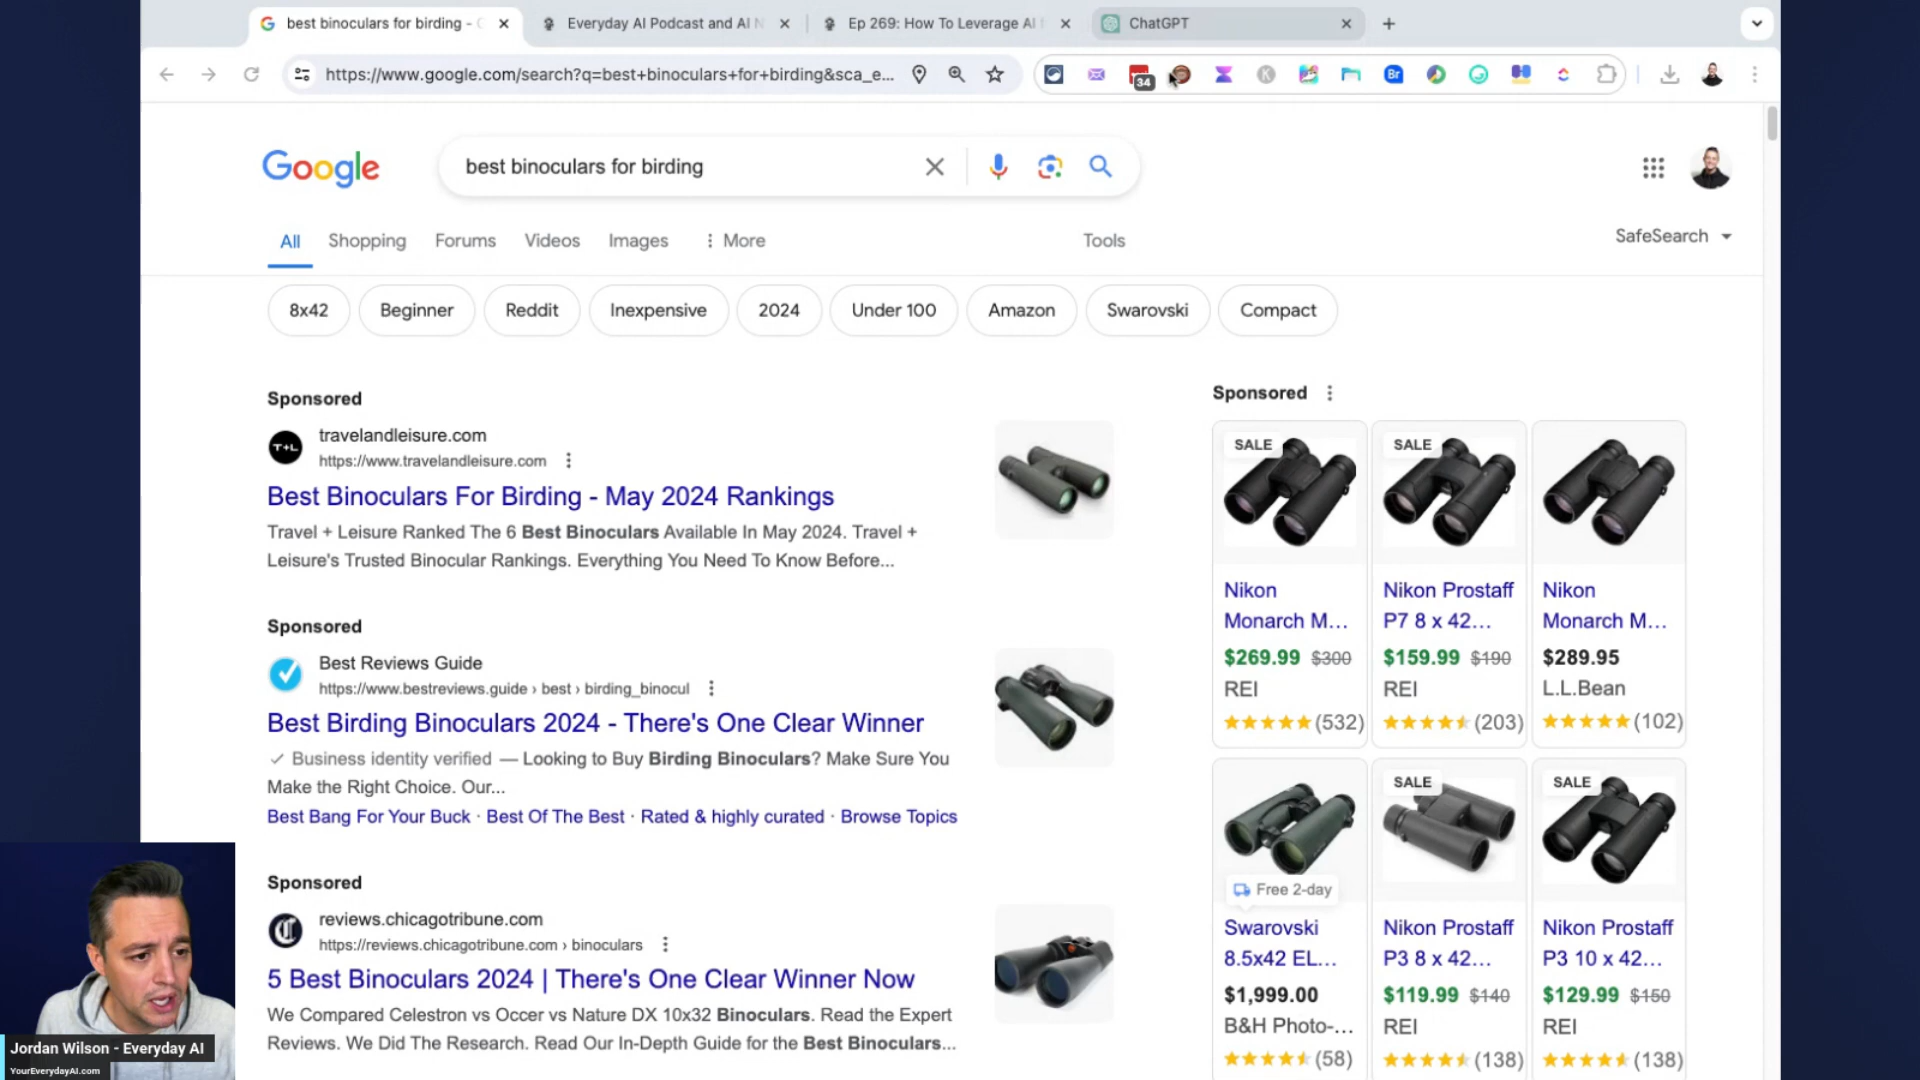 best binoculars for birding - G
Everyday AI Podcast and AI N
Ep 269: How To Leverage AI
ChatGPT
https://www.google.com/search?q=best+binoculars+for+birding&sca_e...
34
Br
K
Google
best binoculars for birding
All
Shopping
Forums
Videos
Images
More
Tools
SafeSearch
8x42
Beginner
Reddit
Inexpensive
2024
Under 100
Amazon
Swarovski
Compact
Sponsored
T+L
travelandleisure.com
https://www.travelandleisure.com
Best Binoculars For Birding - May 2024 Rankings
Travel + Leisure Ranked The 6 Best Binoculars Available In May 2024. Travel +
Leisure's Trusted Binocular Rankings. Everything You Need To Know Before...
Sponsored
Best Reviews Guide
https://www.bestreviews.guide › best › birding_binocul
Best Birding Binoculars 2024 - There's One Clear Winner
Business identity verified — Looking to Buy Birding Binoculars? Make Sure You
Make the Right Choice. Our...
Best Bang For Your Buck · Best Of The Best · Rated & highly curated · Browse Topics
Sponsored
reviews.chicagotribune.com
https://reviews.chicagotribune.com › binoculars
5 Best Binoculars 2024 | There's One Clear Winner Now
We Compared Celestron vs Occer vs Nature DX 10x32 Binoculars. Read the Expert
Reviews. We Did The Research. Read Our In-Depth Guide for the Best Binoculars...
Sponsored
SALE
Nikon
Monarch M...
$269.99 $300
REI
(532)
SALE
Nikon Prostaff
P7 8 x 42...
$159.99 $190
REI
(203)
Nikon
Monarch M...
$289.95
L.L.Bean
(102)
Free 2-day
Swarovski
8.5x42 EL...
$1,999.00
B&H Photo-...
(58)
SALE
Nikon Prostaff
P3 8 x 42...
$119.99 $140
REI
(138)
SALE
Nikon Prostaff
P3 10 x 42...
$129.99 $150
REI
(138)
Jordan Wilson - Everyday AI
YourEverydayAI.com